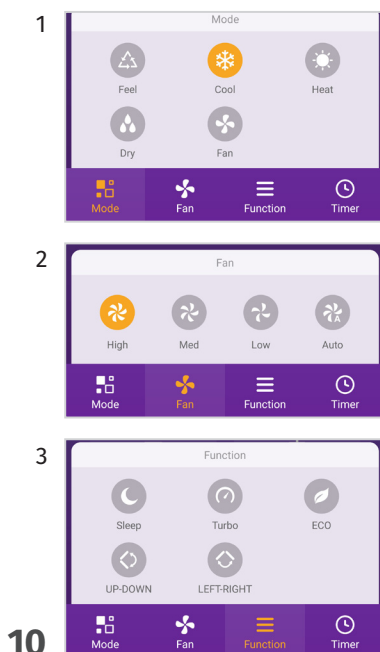 1
Mode
Feel Cool Heat
Dry Fan
Mode Fan Function Timer
2
Fan
High Med Low Auto
A
Mode Fan Function Timer
3
Function
Sleep Turbo ECO
UP-DOWN LEFT-RIGHT
Mode Fan Function Timer
10